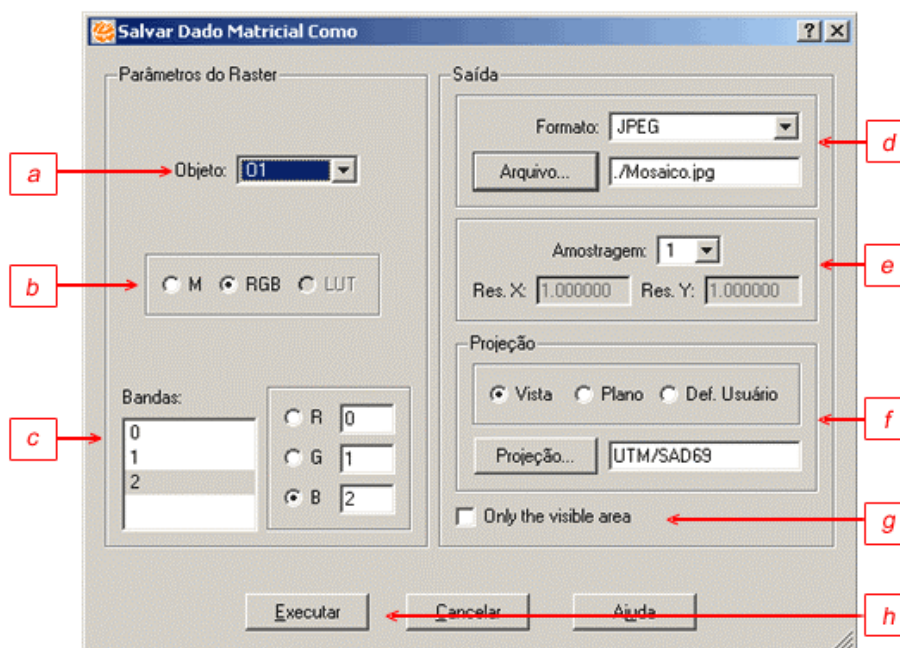 Salvar Dado Matricial Como
Parâmetros do Raster
a
Objeto: O1
b
M RGB LUT
Bandas:
c
0
1
2
R 0
G 1
B 2
Saída
Formato: JPEG
d
Arquivo... ./Mosaico.jpg
Amostragem: 1
e
Res. X: 1.000000 Res. Y: 1.000000
Projeção
Vista Plano Def. Usuário
f
Projeção... UTM/SAD69
Only the visible area
g
Executar Cancelar Ajuda
h